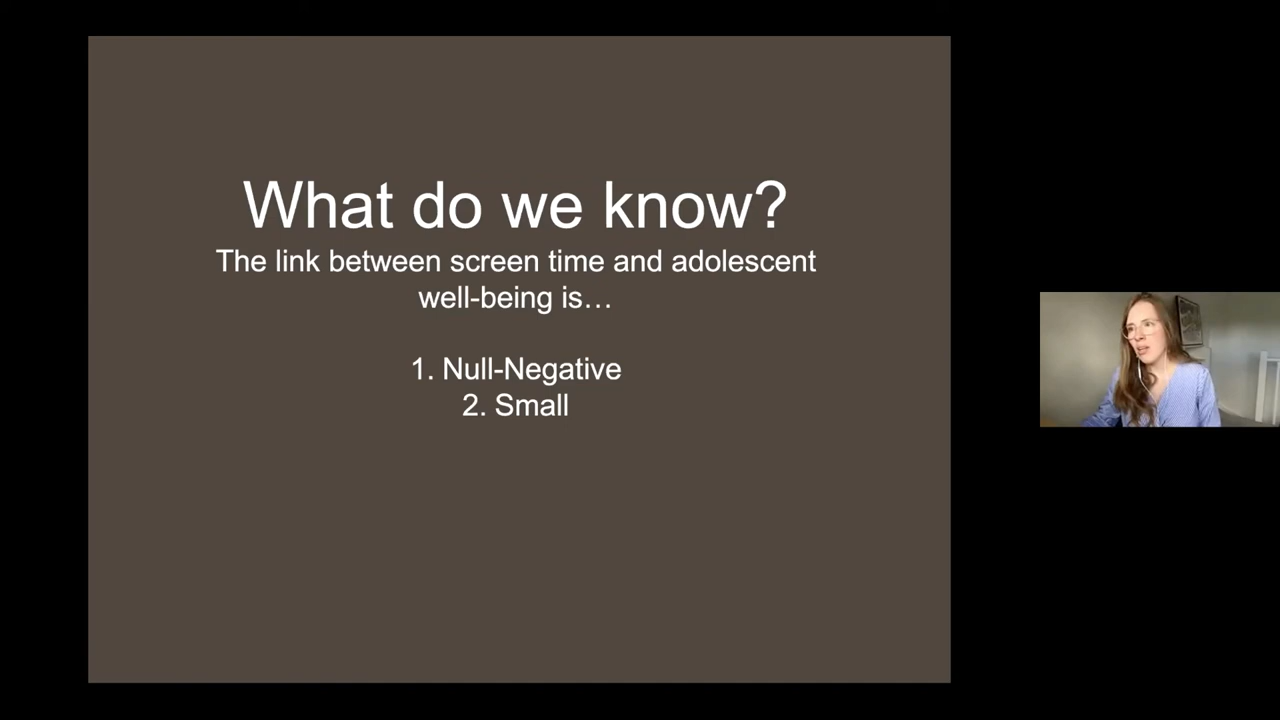 What do we know?
The link between screen time and adolescent
well-being is…
1. Null-Negative
2. Small